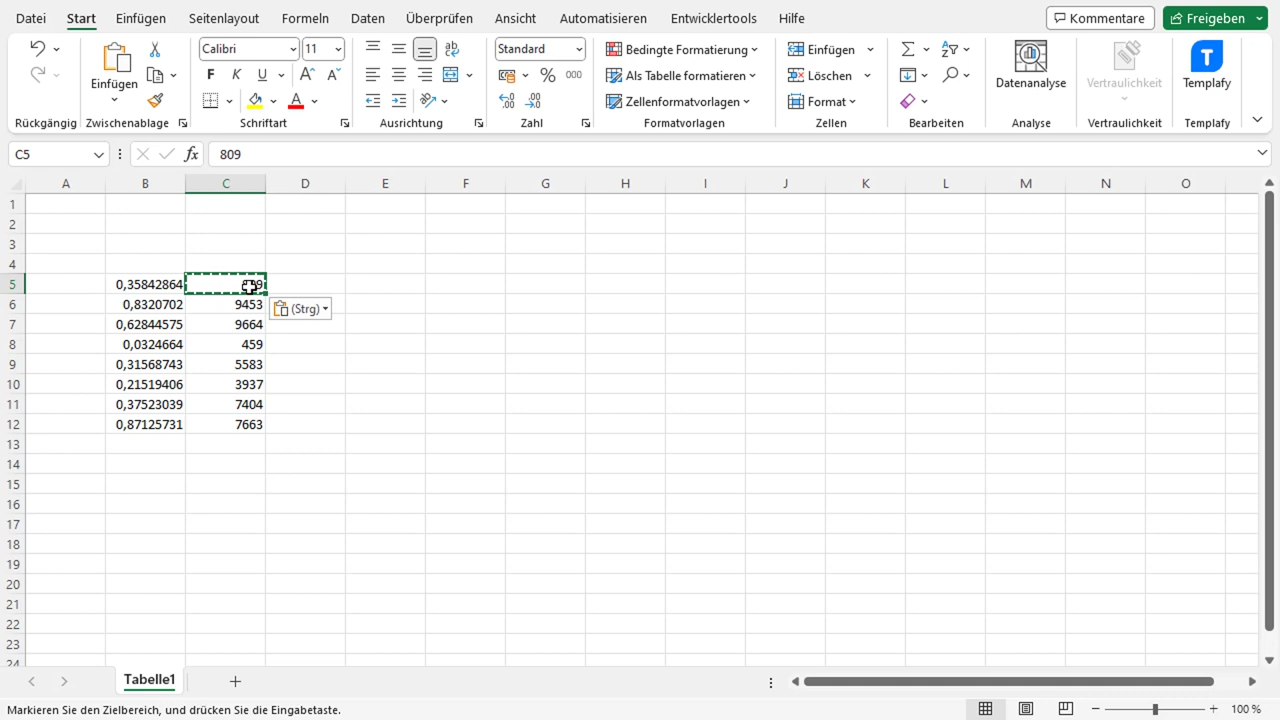 Datei Start Einfügen Seitenlayout Formeln Daten Überprüfen Ansicht Automatisieren Entwicklertools Hilfe Kommentare Freigeben
Calibri 11 Standard Bedingte Formatierung Einfügen
Einfügen F K U Als Tabelle formatieren Löschen Datenanalyse Vertraulichkeit Templafy
Zellenformatvorlagen Format
Rückgängig Zwischenablage Schriftart Ausrichtung Zahl Formatvorlagen Zellen Bearbeiten Analyse Vertraulichkeit Templafy
C5 fx 809
A B C D E F G H I J K L M N O
1
2
3
4
5 0,35842864
6 0,8320702 9453 (Strg)
7 0,62844575 9664
8 0,0324664 459
9 0,31568743 5583
10 0,21519406 3937
11 0,37523039 7404
12 0,87125731 7663
13
14
15
16
17
18
19
20
21
22
23
24
Tabelle1
Markieren Sie den Zielbereich, und drücken Sie die Eingabetaste. 100 %